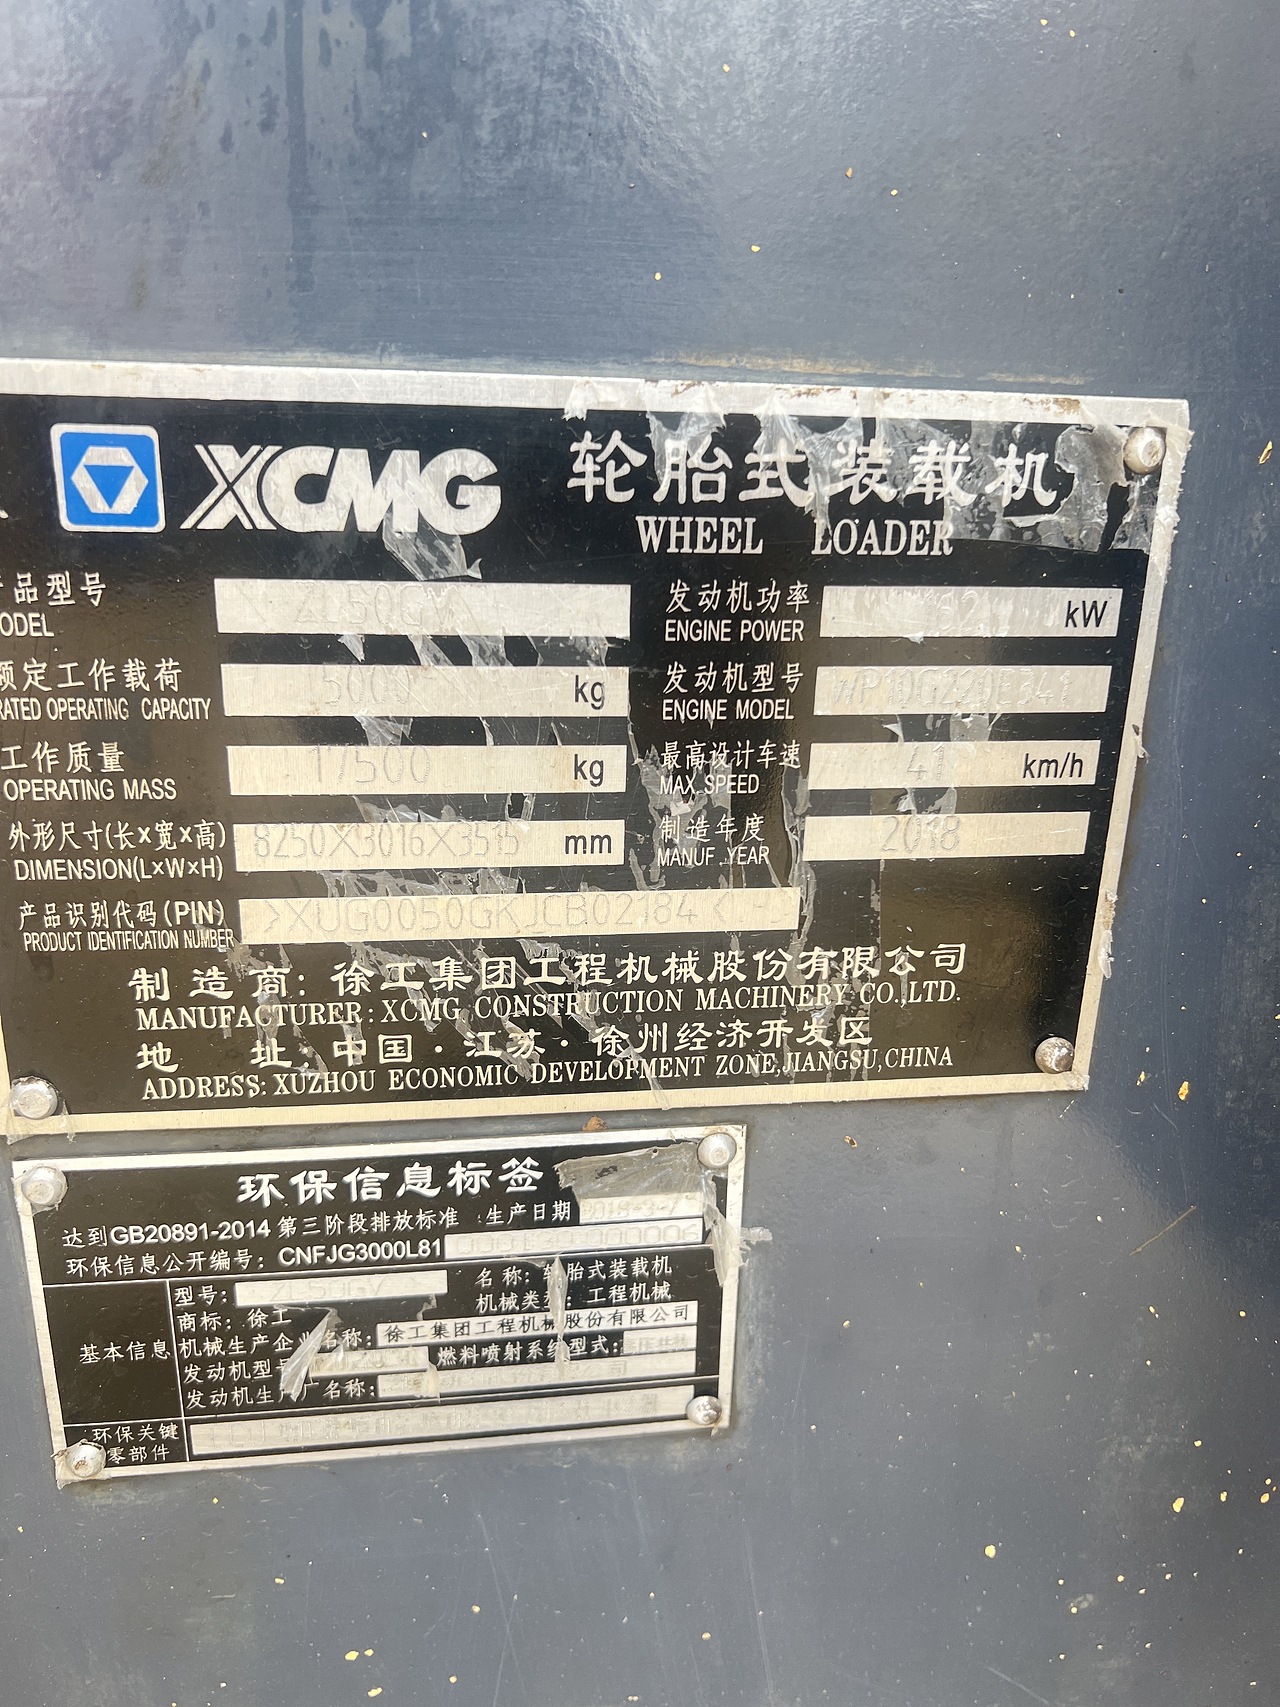 XCMG 轮胎式装载机
WHEEL LOADER
品型号 发动机功率 kW
ODEL ENGINE POWER
额定工作载荷 5000 kg 发动机型号 WP10G220E341
RATED OPERATING CAPACITY ENGINE MODEL
工作质量 17500 kg 最高设计车速 41 km/h
OPERATING MASS MAX.SPEED
外形尺寸(长×宽×高) 8250X3016X3515 mm 制造年度 2018
DIMENSION(L×W×H) MANUF.YEAR
产品识别代码(PIN) >XUG0050GKJCB02184<
PRODUCT IDENTIFICATION NUMBER
制造商:徐工集团工程机械股份有限公司
MANUFACTURER: XCMG CONSTRUCTION MACHINERY CO.,LTD.
地 址:中国·江苏·徐州经济开发区
ADDRESS: XUZHOU ECONOMIC DEVELOPMENT ZONE,JIANGSU,CHINA
环保信息标签
达到GB20891-2014 第三阶段排放标准 生产日期
环保信息公开编号: CNFJG3000L81
型号: 名称: 轮胎式装载机
商标: 徐工 机械类型: 工程机械
基本信息 机械生产企业名称: 徐工集团工程机械股份有限公司
发动机型号 燃料喷射系统型式:
发动机生产厂名称:
环保关键
零部件